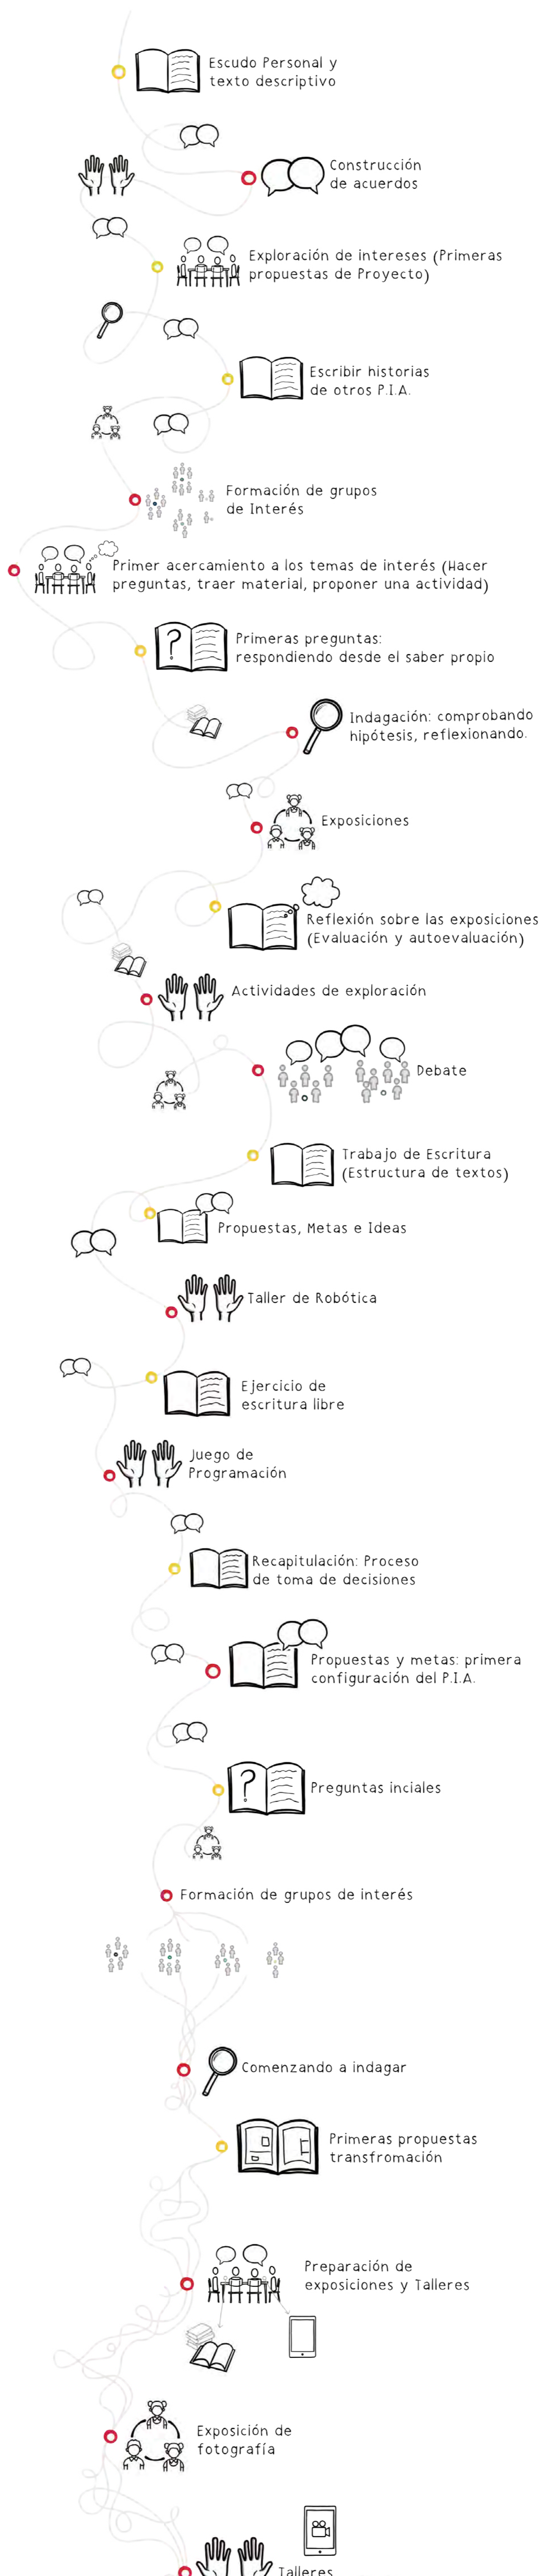 Escudo Personal y
texto descriptivo
Construcción
de acuerdos
Exploración de intereses (Primeras
propuestas de Proyecto)
Escribir historias
de otros P.I.A.
Formación de grupos
de Interés
Primer acercamiento a los temas de interés (Hacer
preguntas, traer material, proponer una actividad)
?
Primeras preguntas:
respondiendo desde el saber propio
Indagación: comprobando
hipótesis, reflexionando.
Exposiciones
Reflexión sobre las exposiciones
(Evaluación y autoevaluación)
Actividades de exploración
Debate
Trabajo de Escritura
(Estructura de textos)
Propuestas, Metas e Ideas
Taller de Robótica
Ejercicio de
escritura libre
Juego de
Programación
Recapitulación: Proceso
de toma de decisiones
Propuestas y metas: primera
configuración del P.I.A.
?
Preguntas inciales
Formación de grupos de interés
Comenzando a indagar
Primeras propuestas
transfromación
Preparación de
exposiciones y Talleres
Exposición de
fotografía
Talleres